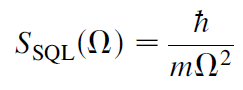 S_SQL(Ω) = ℏ / mΩ²